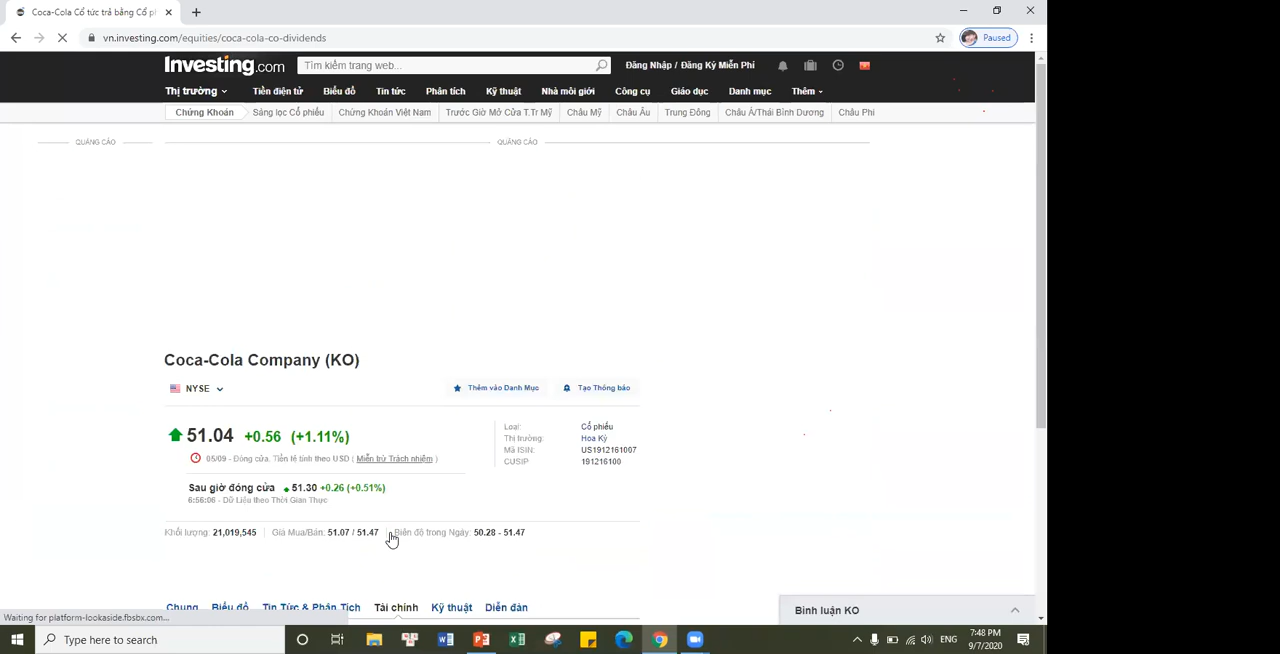 Coca-Cola Cổ tức trả bằng Cổ p
vn.investing.com/equities/coca-cola-co-dividends
Paused
Investing.com
Tìm kiếm trang web...
Đăng Nhập / Đăng Ký Miễn Phí
Thị trường Tiền điện tử Biểu đồ Tin tức Phân tích Kỹ thuật Nhà môi giới Công cụ Giáo dục Danh mục Thêm
Chứng Khoán Sàng lọc Cổ phiếu Chứng Khoán Việt Nam Trước Giờ Mở Cửa T.Tr Mỹ Châu Mỹ Châu Âu Trung Đông Châu Á/Thái Bình Dương Châu Phi
QUẢNG CÁO QUẢNG CÁO
Coca-Cola Company (KO)
NYSE Thêm vào Danh Mục Tạo Thông báo
51.04 +0.56 (+1.11%)
05/09 - Đóng cửa. Tiền tệ tính theo USD ( Miễn trừ Trách nhiệm )
Sau giờ đóng cửa 51.30 +0.26 (+0.51%)
6:56:06 - Dữ Liệu theo Thời Gian Thực
Loại: Cổ phiếu
Thị trường: Hoa Kỳ
Mã ISIN: US1912161007
CUSIP 191216100
Khối lượng: 21,019,545 Giá Mua/Bán: 51.07 / 51.47 Biên độ trong Ngày: 50.28 - 51.47
Chung Biểu đồ Tin Tức & Phân Tích Tài chính Kỹ thuật Diễn đàn
Bình luận KO
Waiting for platform-lookaside.fbsbx.com...
Type here to search
ENG
7:48 PM
9/7/2020